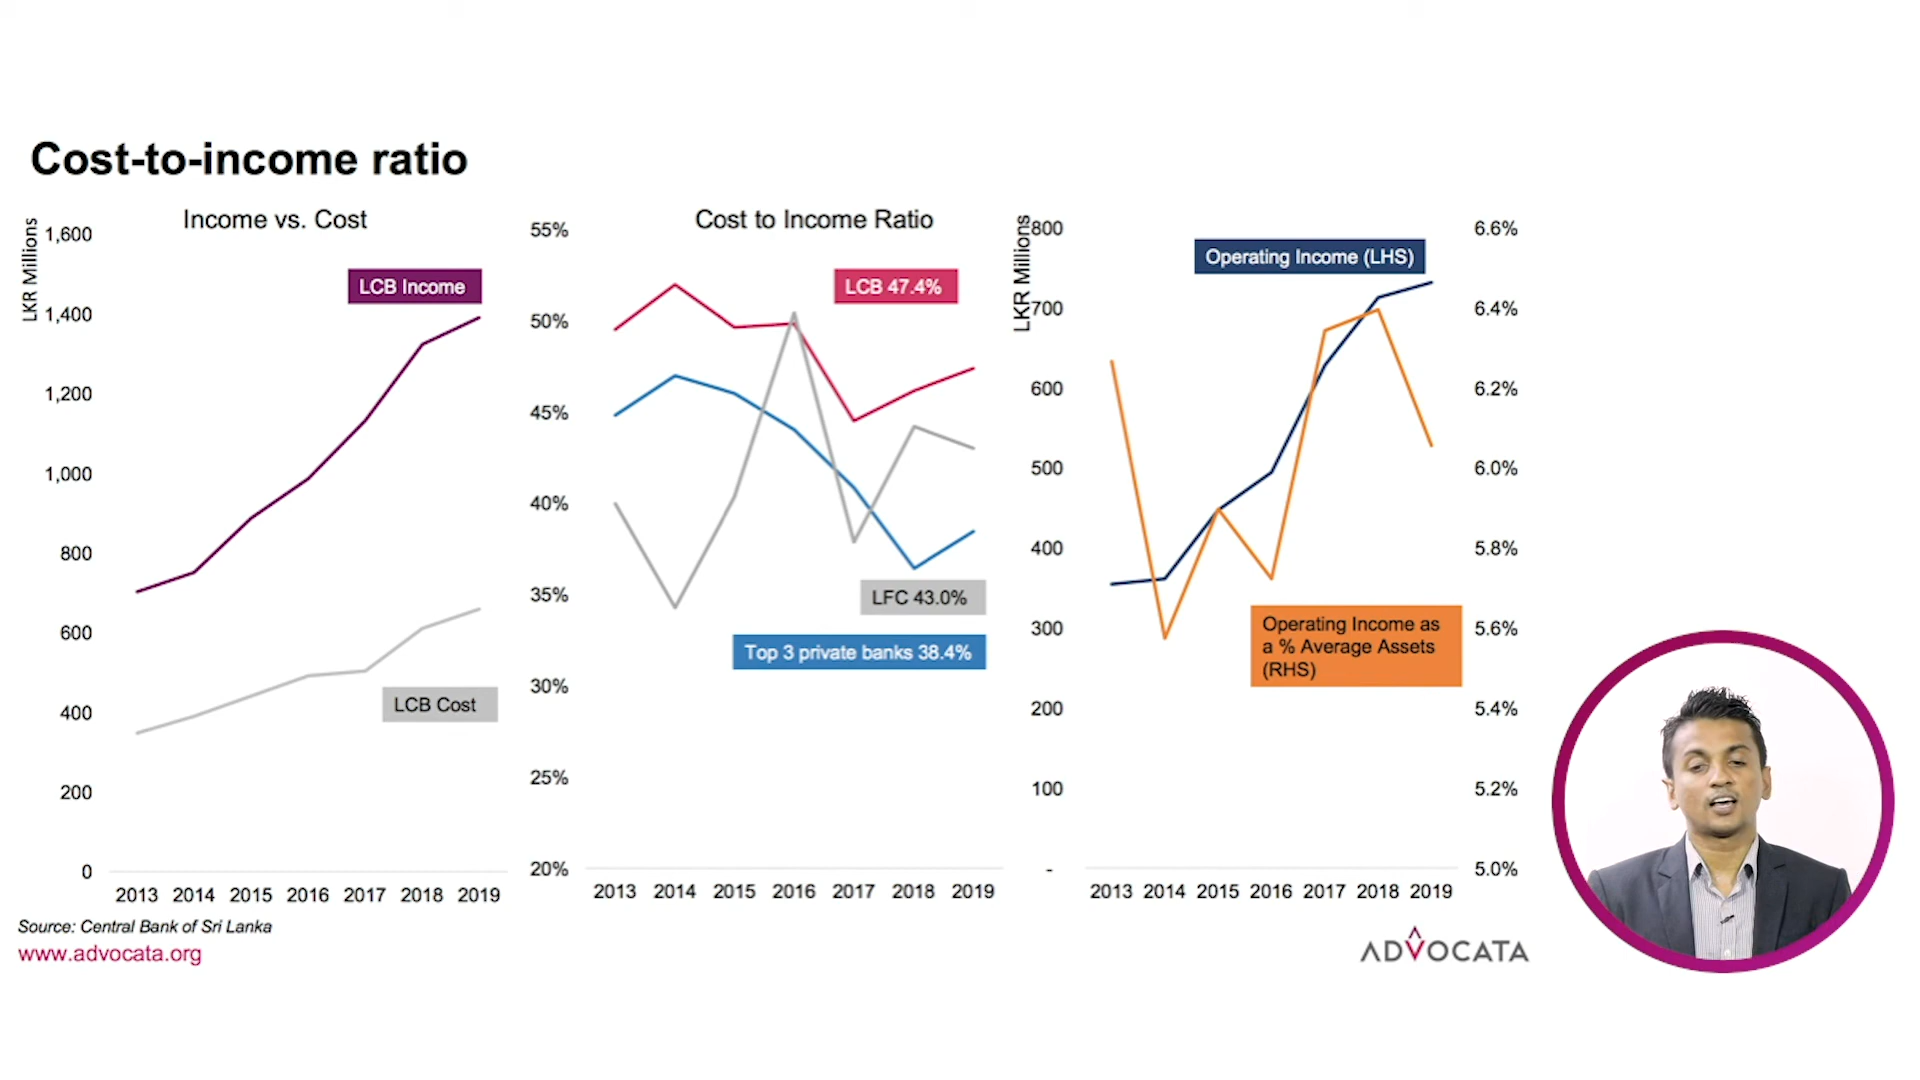 Cost-to-income ratio
Income vs. Cost
LKR Millions
1,600
1,400
1,200
1,000
800
600
400
200
0
LCB Income
LCB Cost
2013 2014 2015 2016 2017 2018 2019
Cost to Income Ratio
55%
50%
45%
40%
35%
30%
25%
20%
LCB 47.4%
LFC 43.0%
Top 3 private banks 38.4%
2013 2014 2015 2016 2017 2018 2019
LKR Millions
800
700
600
500
400
300
200
100
-
Operating Income (LHS)
Operating Income as
a % Average Assets
(RHS)
6.6%
6.4%
6.2%
6.0%
5.8%
5.6%
5.4%
5.2%
5.0%
2013 2014 2015 2016 2017 2018 2019
Source: Central Bank of Sri Lanka
www.advocata.org
ADVOCATA